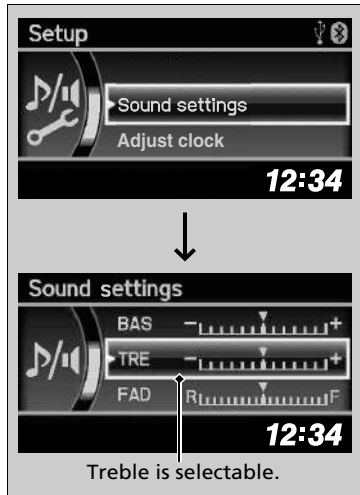 Setup
Sound settings
Adjust clock
12:34
Sound settings
BAS − +
TRE − +
FAD R F
12:34
Treble is selectable.